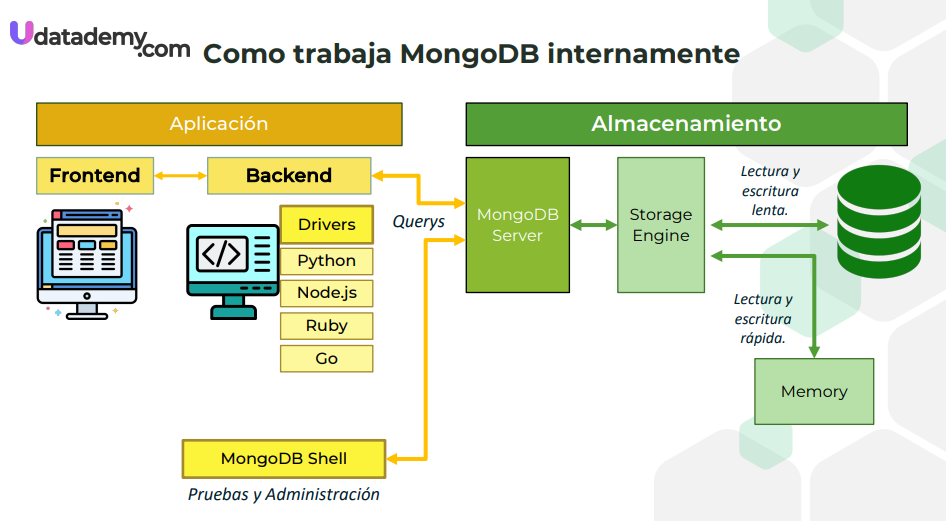 Udatademy.com
Como trabaja MongoDB internamente
Aplicación
Frontend
Backend
Drivers
Python
Node.js
Ruby
Go
</>
Querys
MongoDB Shell
Pruebas y Administración
Almacenamiento
MongoDB
Server
Storage
Engine
Lectura y
escritura
lenta.
Lectura y
escritura
rápida.
Memory